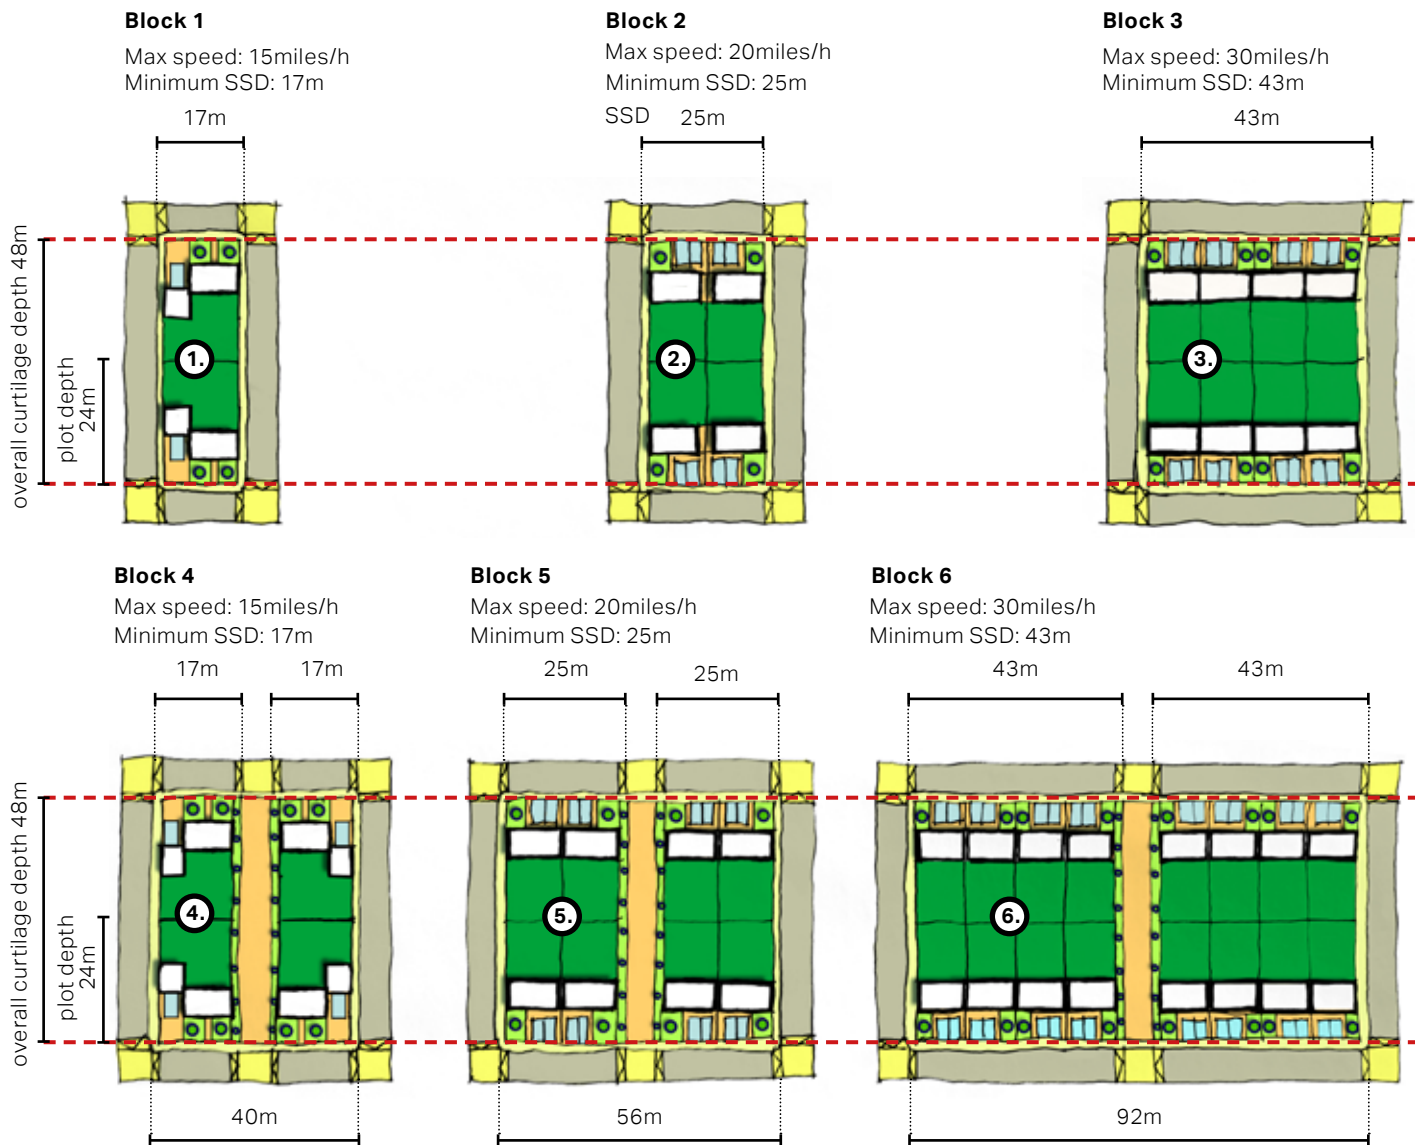 Block 1
Max speed: 15miles/h
Minimum SSD: 17m
17m
Block 2
Max speed: 20miles/h
Minimum SSD: 25m
SSD 25m
Block 3
Max speed: 30miles/h
Minimum SSD: 43m
43m
overall curtilage depth 48m
plot depth
24m
1.
2.
3.
Block 4
Max speed: 15miles/h
Minimum SSD: 17m
17m 17m
Block 5
Max speed: 20miles/h
Minimum SSD: 25m
25m 25m
Block 6
Max speed: 30miles/h
Minimum SSD: 43m
43m 43m
overall curtilage depth 48m
plot depth
24m
4.
5.
6.
40m
56m
92m